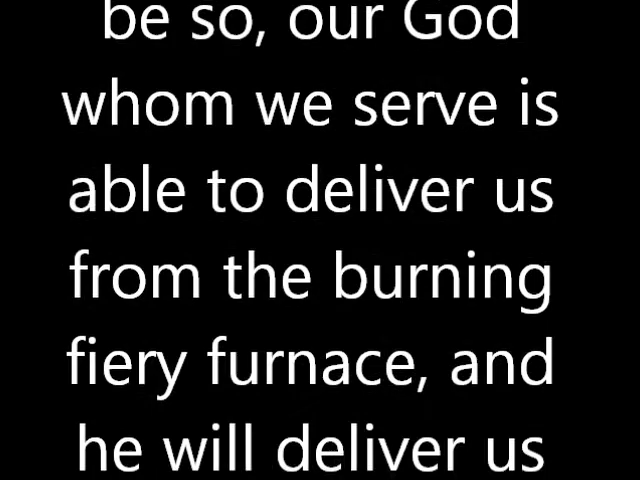 be so, our God
whom we serve is
able to deliver us
from the burning
fiery furnace, and
he will deliver us